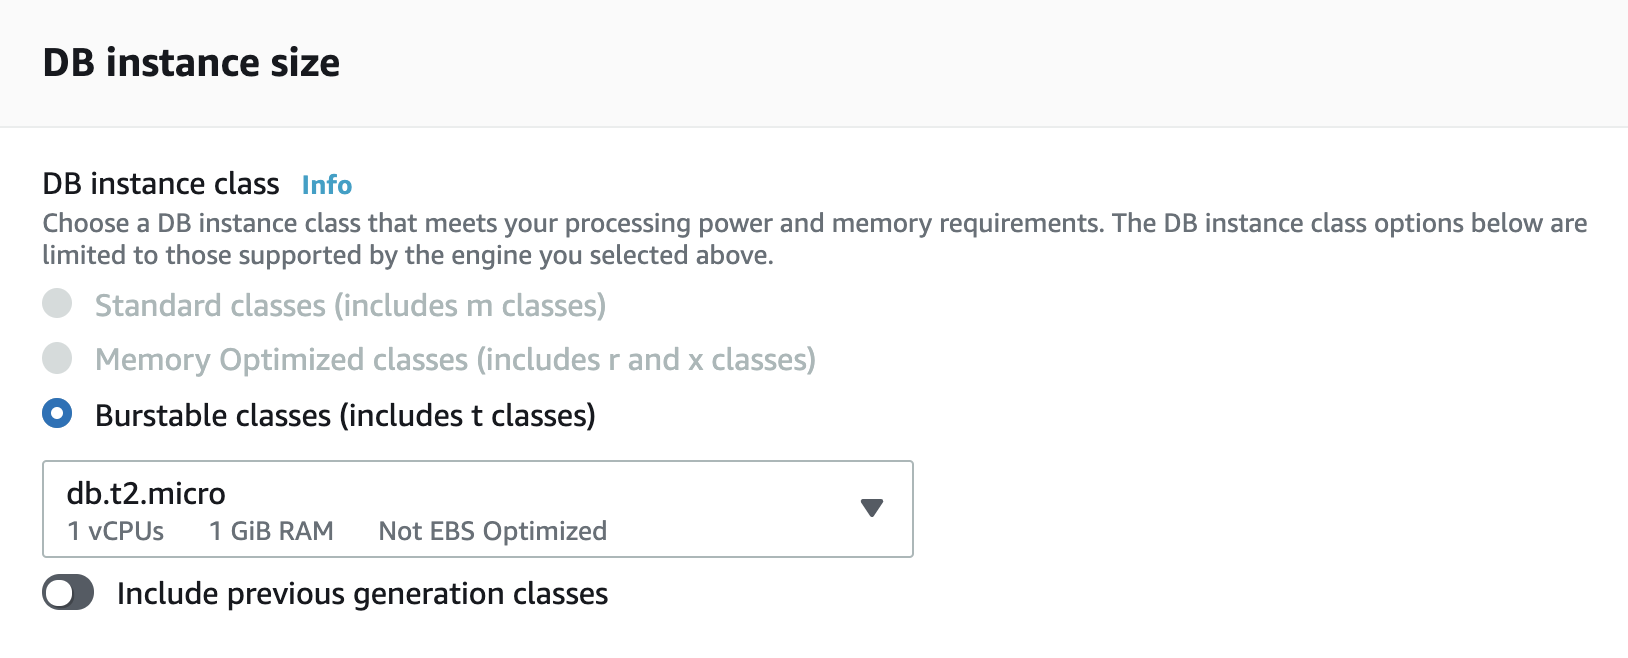 DB instance size
DB instance class Info
Choose a DB instance class that meets your processing power and memory requirements. The DB instance class options below are
limited to those supported by the engine you selected above.
Standard classes (includes m classes)
Memory Optimized classes (includes r and x classes)
Burstable classes (includes t classes)
db.t2.micro
1 vCPUs 1 GiB RAM Not EBS Optimized
Include previous generation classes